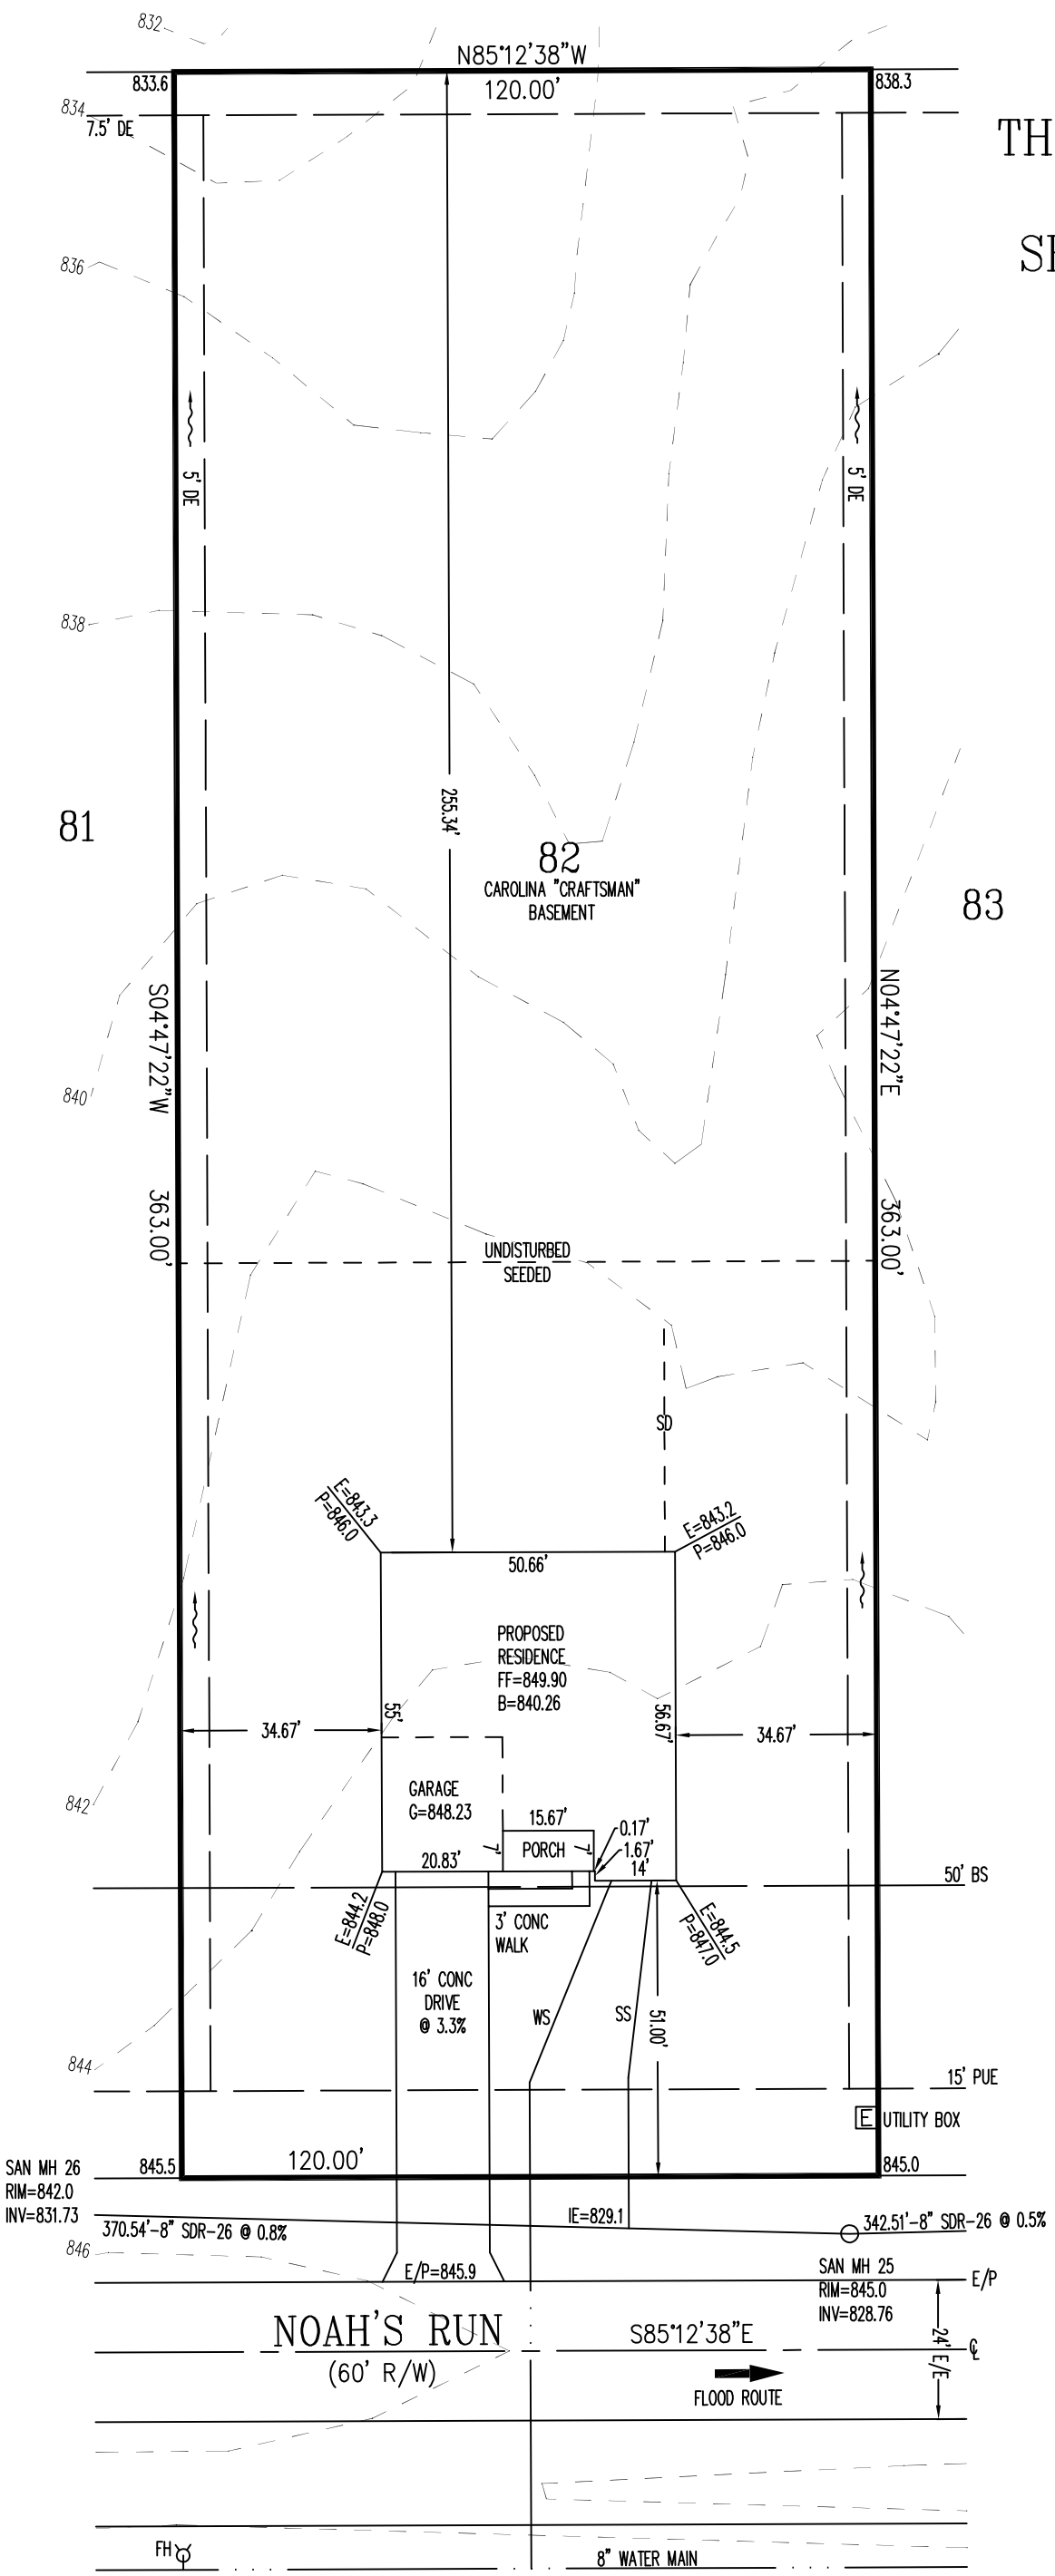 832
N85°12'38"W
833.6
120.00'
838.3
834
7.5' DE
TH
836
SH
5' DE
5' DE
838
255.34'
81
82
CAROLINA "CRAFTSMAN"
BASEMENT
83
S04°47'22"W
N04°47'22"E
840
363.00'
363.00'
UNDISTURBED
SEEDED
SD
E=843.3
P=846.0
E=843.2
P=846.0
50.66'
PROPOSED
RESIDENCE
FF=849.90
B=840.26
55'
56.67'
34.67'
34.67'
842
GARAGE
G=848.23
15.67'
0.17'
7'
PORCH
7'
1.67'
20.83'
14'
50' BS
E=844.2
P=848.0
3' CONC
WALK
E=844.5
P=847.0
16' CONC
DRIVE
@ 3.3%
WS
SS
51.00'
844
15' PUE
E
UTILITY BOX
SAN MH 26
RIM=842.0
INV=831.73
845.5
120.00'
845.0
370.54'-8" SDR-26 @ 0.8%
IE=829.1
342.51'-8" SDR-26 @ 0.5%
846
E/P=845.9
SAN MH 25
RIM=845.0
INV=828.76
E/P
NOAH'S RUN
(60' R/W)
S85°12'38"E
24' E/E
℄
FLOOD ROUTE
FH
8" WATER MAIN